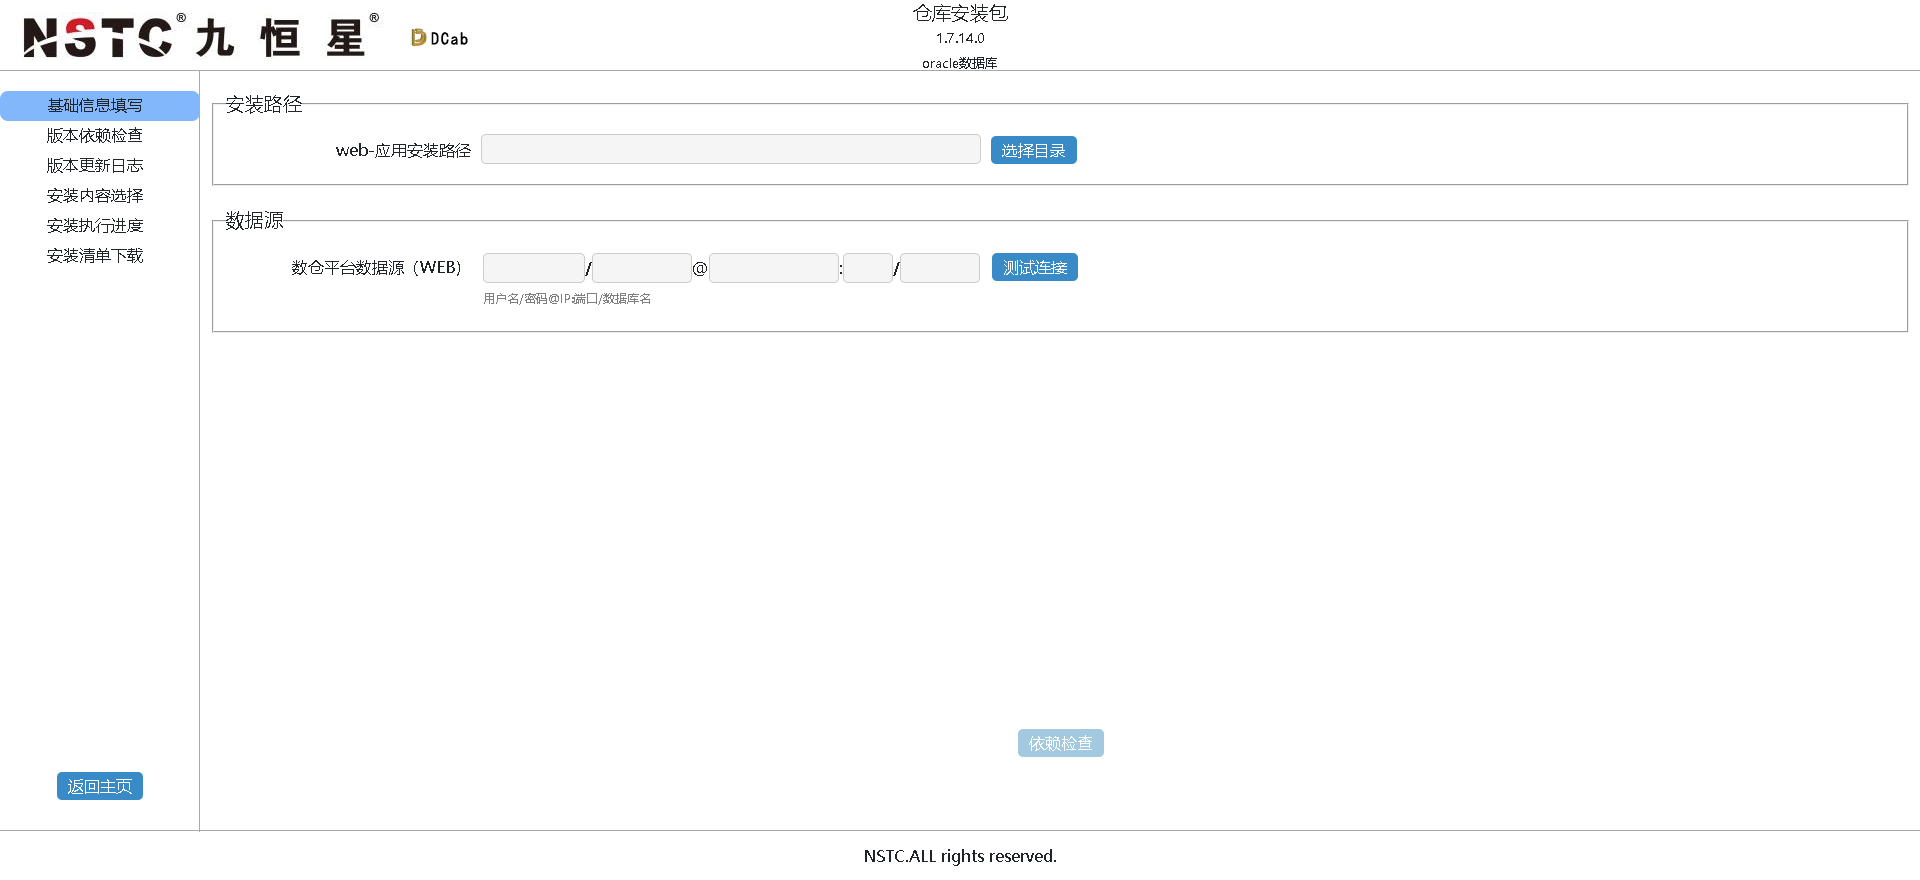 NSTC® 九恒星® DCab
仓库安装包
1.7.14.0
oracle数据库
基础信息填写
版本依赖检查
版本更新日志
安装内容选择
安装执行进度
安装清单下载
返回主页
安装路径
web-应用安装路径 选择目录
数据源
数仓平台数据源（WEB） / @ : / 测试连接
用户名/密码@IP:端口/数据库名
依赖检查
NSTC.ALL rights reserved.